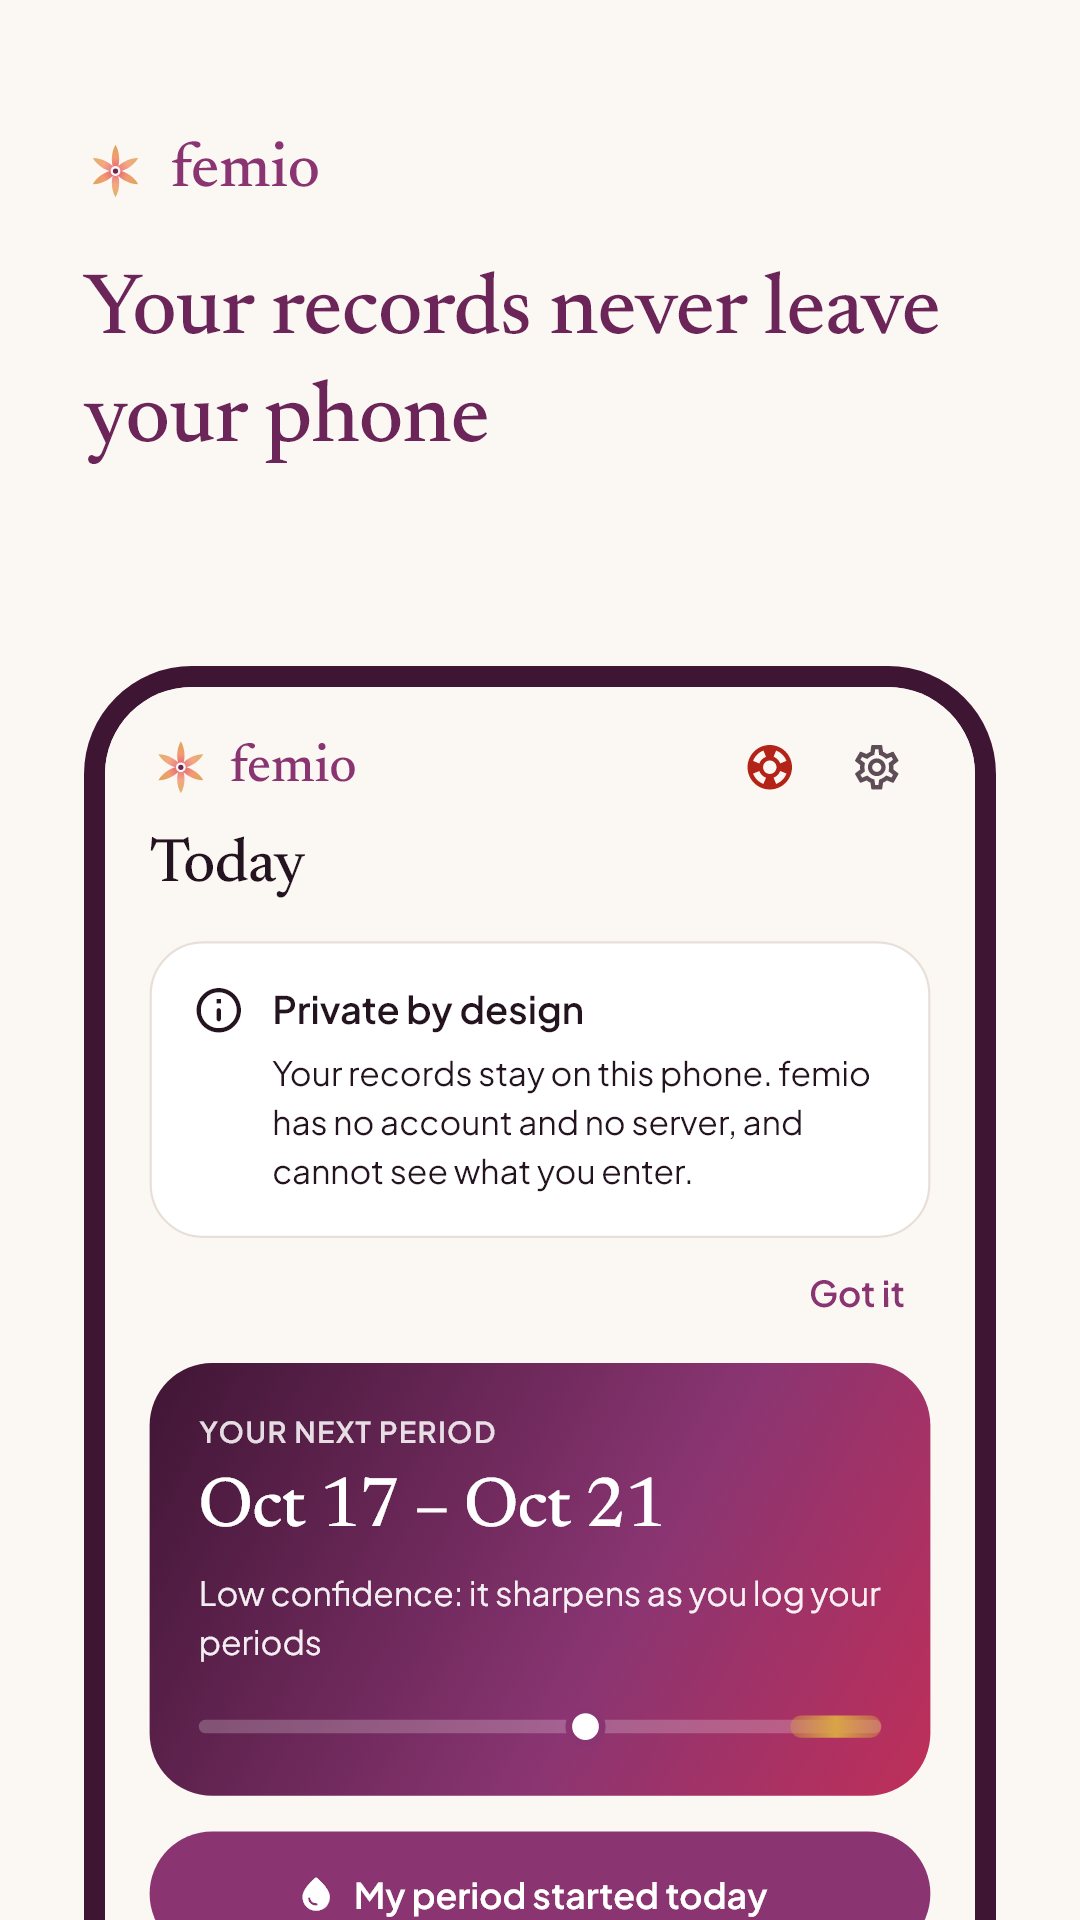 femio
Your records never leave
your phone
femio
Today
Private by design
Your records stay on this phone. femio
has no account and no server, and
cannot see what you enter.
Got it
YOUR NEXT PERIOD
Oct 17 – Oct 21
Low confidence: it sharpens as you log your
periods
My period started today